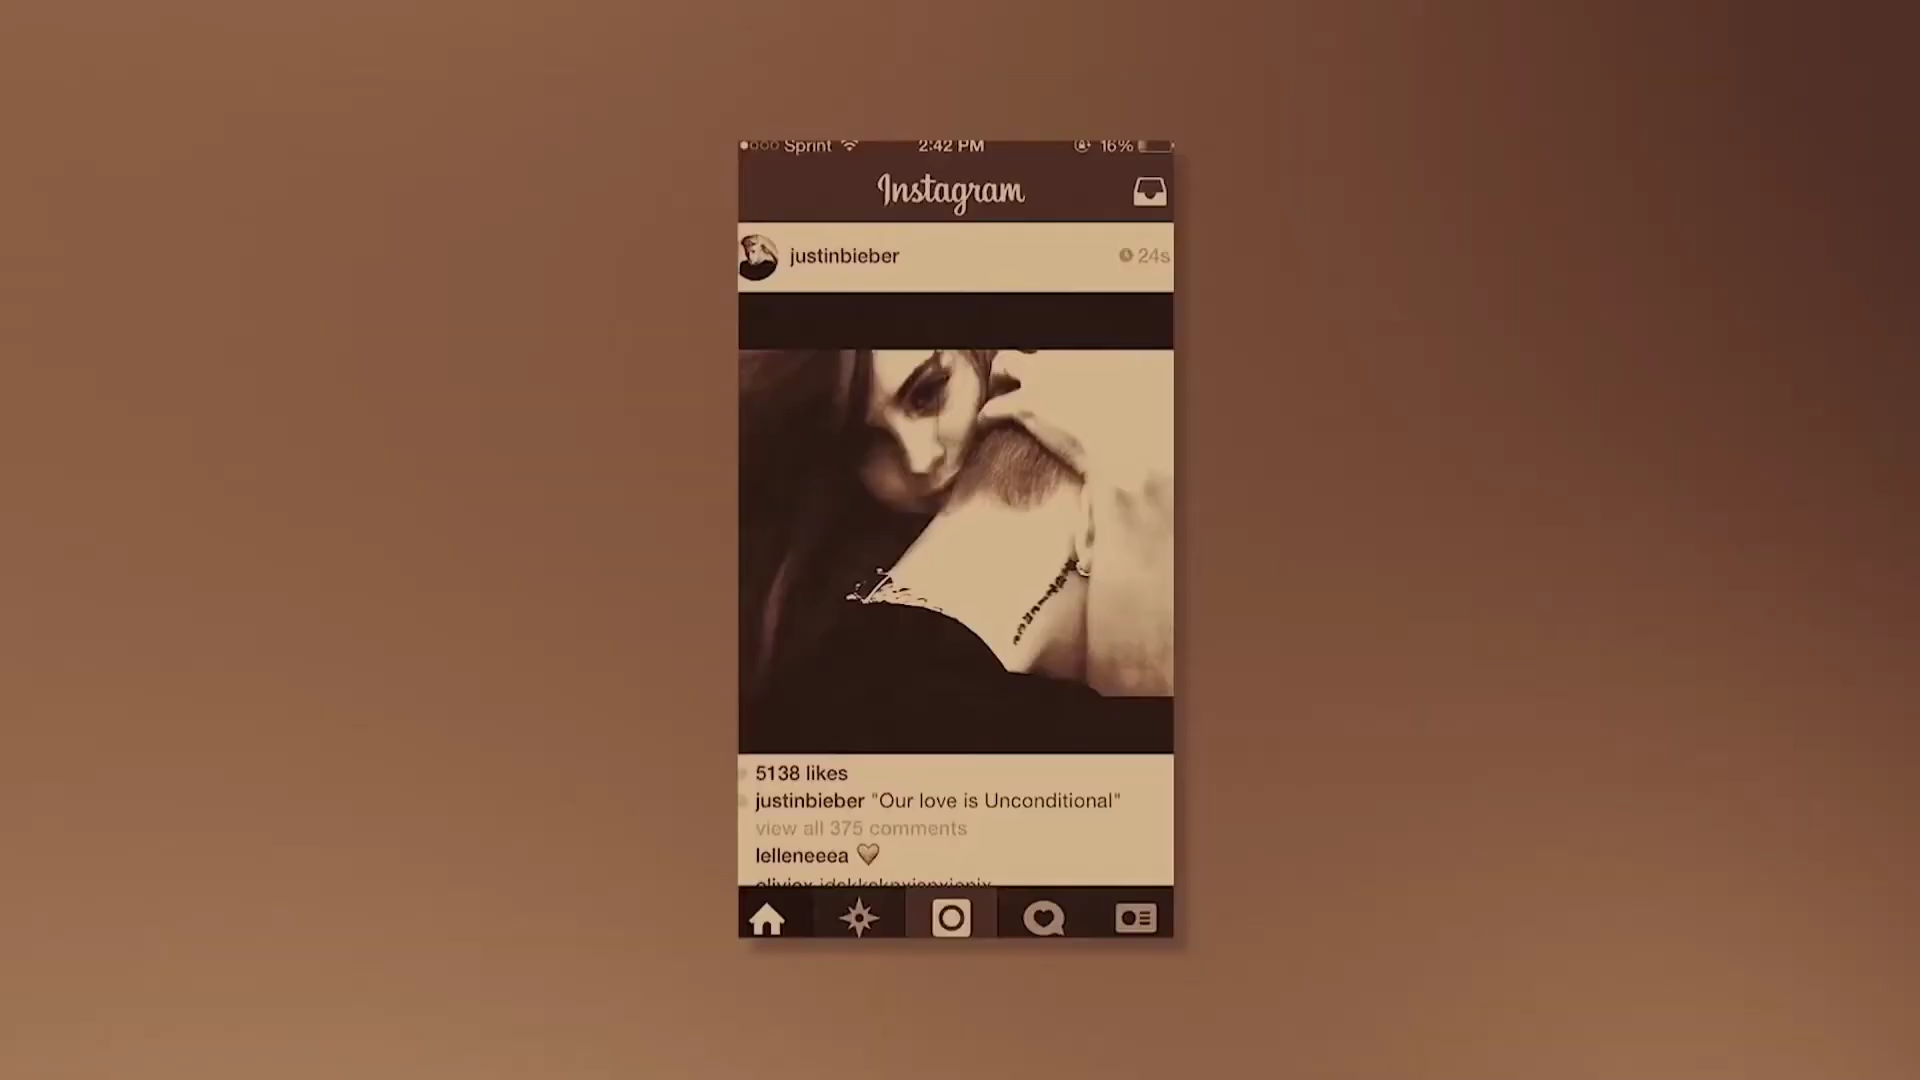 Sprint 2:42 PM 16%
Instagram
justinbieber 24s
5138 likes
justinbieber "Our love is Unconditional"
view all 375 comments
lelleneeea